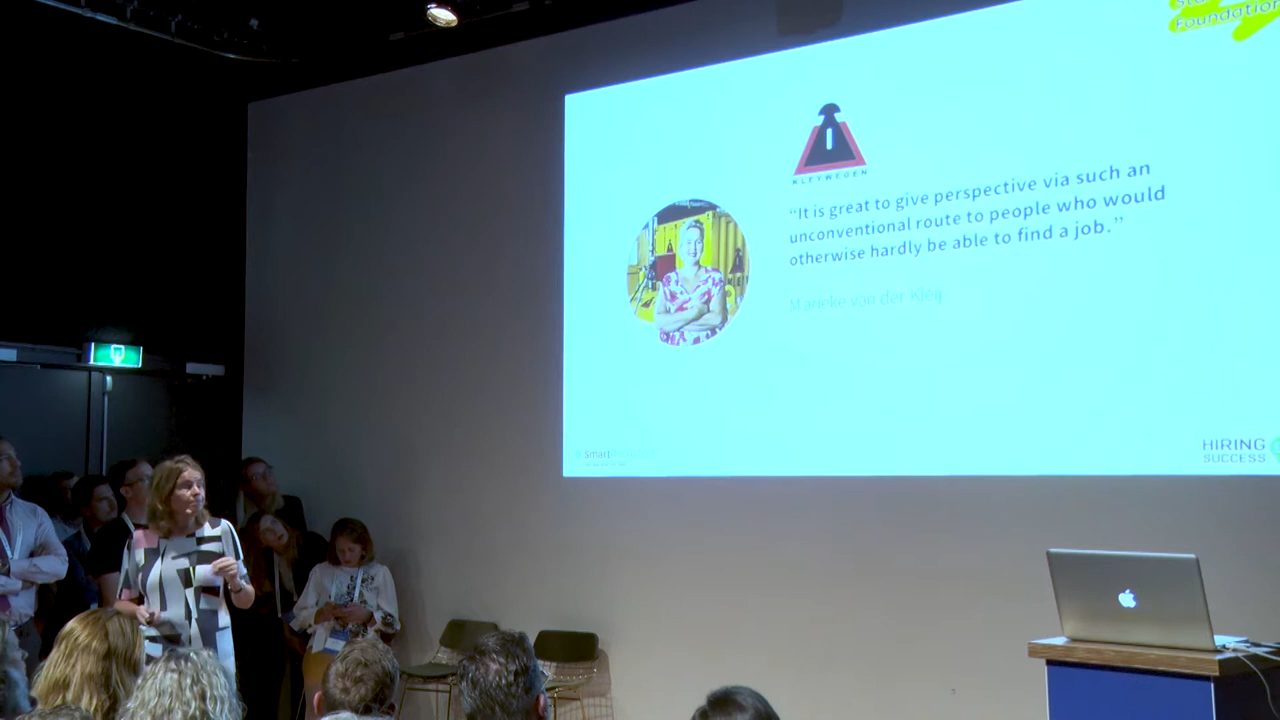 Foundation
KLEYWEGEN
“It is great to give perspective via such an
unconventional route to people who would
otherwise hardly be able to find a job.”
Marieke van der Kleij
Smart
HIRING
SUCCESS